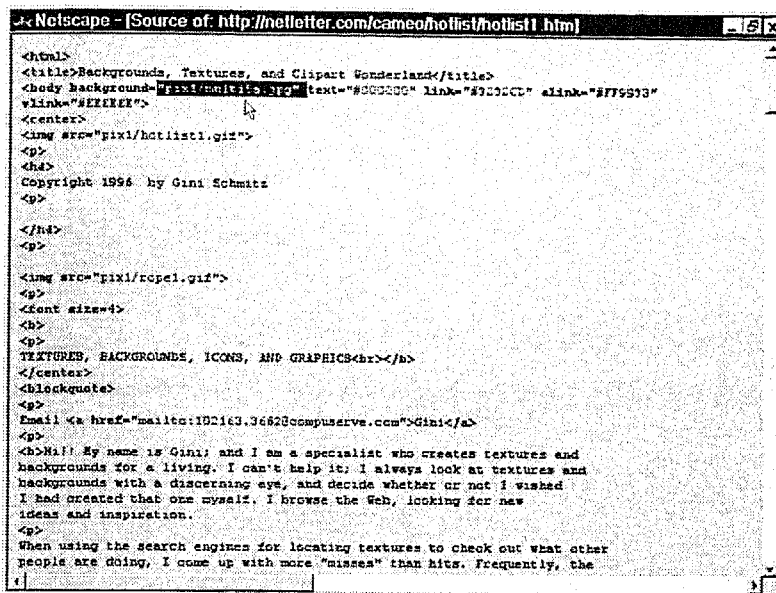 Netscape - [Source of: http://netletter.com/cameo/hotlist/hotlist1.htm]
<html>
<title>Backgrounds, Textures, and Clipart Wonderland</title>
<body background= text="#000000" link="#3232CD" alink="#FF9933"
vlink="#EEEEEE">
<center>
<img src="pix1/hotlist1.gif">
<p>
<h4>
Copyright 1996 by Gini Schmitz
<p>
</h4>
<p>
<img src="pix1/rope1.gif">
<p>
<font size=4>
<b>
<p>
TEXTURES, BACKGROUNDS, ICONS, AND GRAPHICS<br></b>
</center>
<blockquote>
<p>
Email <a href="mailto:102163.3662@compuserve.com">Gini</a>
<p>
<b>Hi!! My name is Gini; and I am a specialist who creates textures and
backgrounds for a living. I can't help it; I always look at textures and
backgrounds with a discerning eye, and decide whether or not I wished
I had created that one myself. I browse the Web, looking for new
ideas and inspiration.
<p>
When using the search engines for locating textures to check out what other
people are doing, I come up with more "misses" than hits. Frequently, the